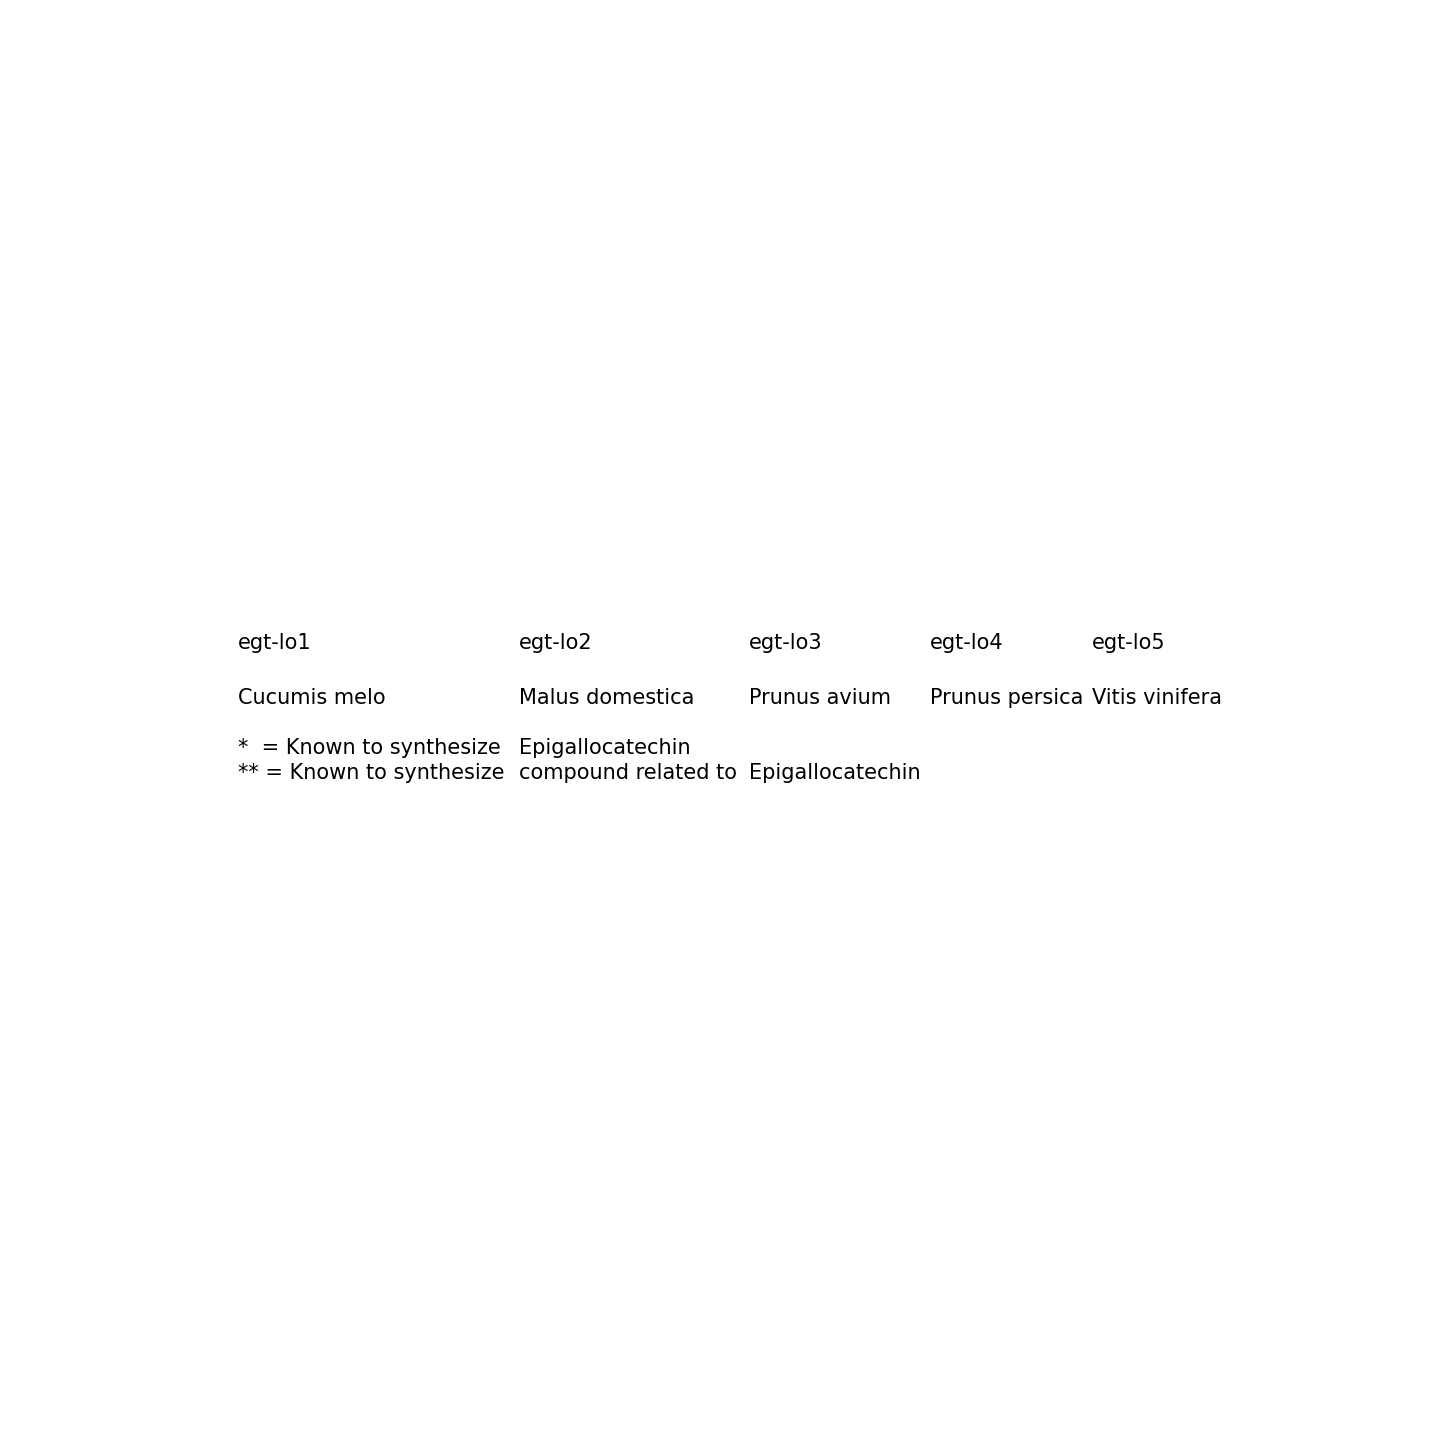 egt-lo1 egt-lo2 egt-lo3 egt-lo4 egt-lo5
Cucumis melo Malus domestica Prunus avium Prunus persica Vitis vinifera
* = Known to synthesize Epigallocatechin
** = Known to synthesize compound related to Epigallocatechin